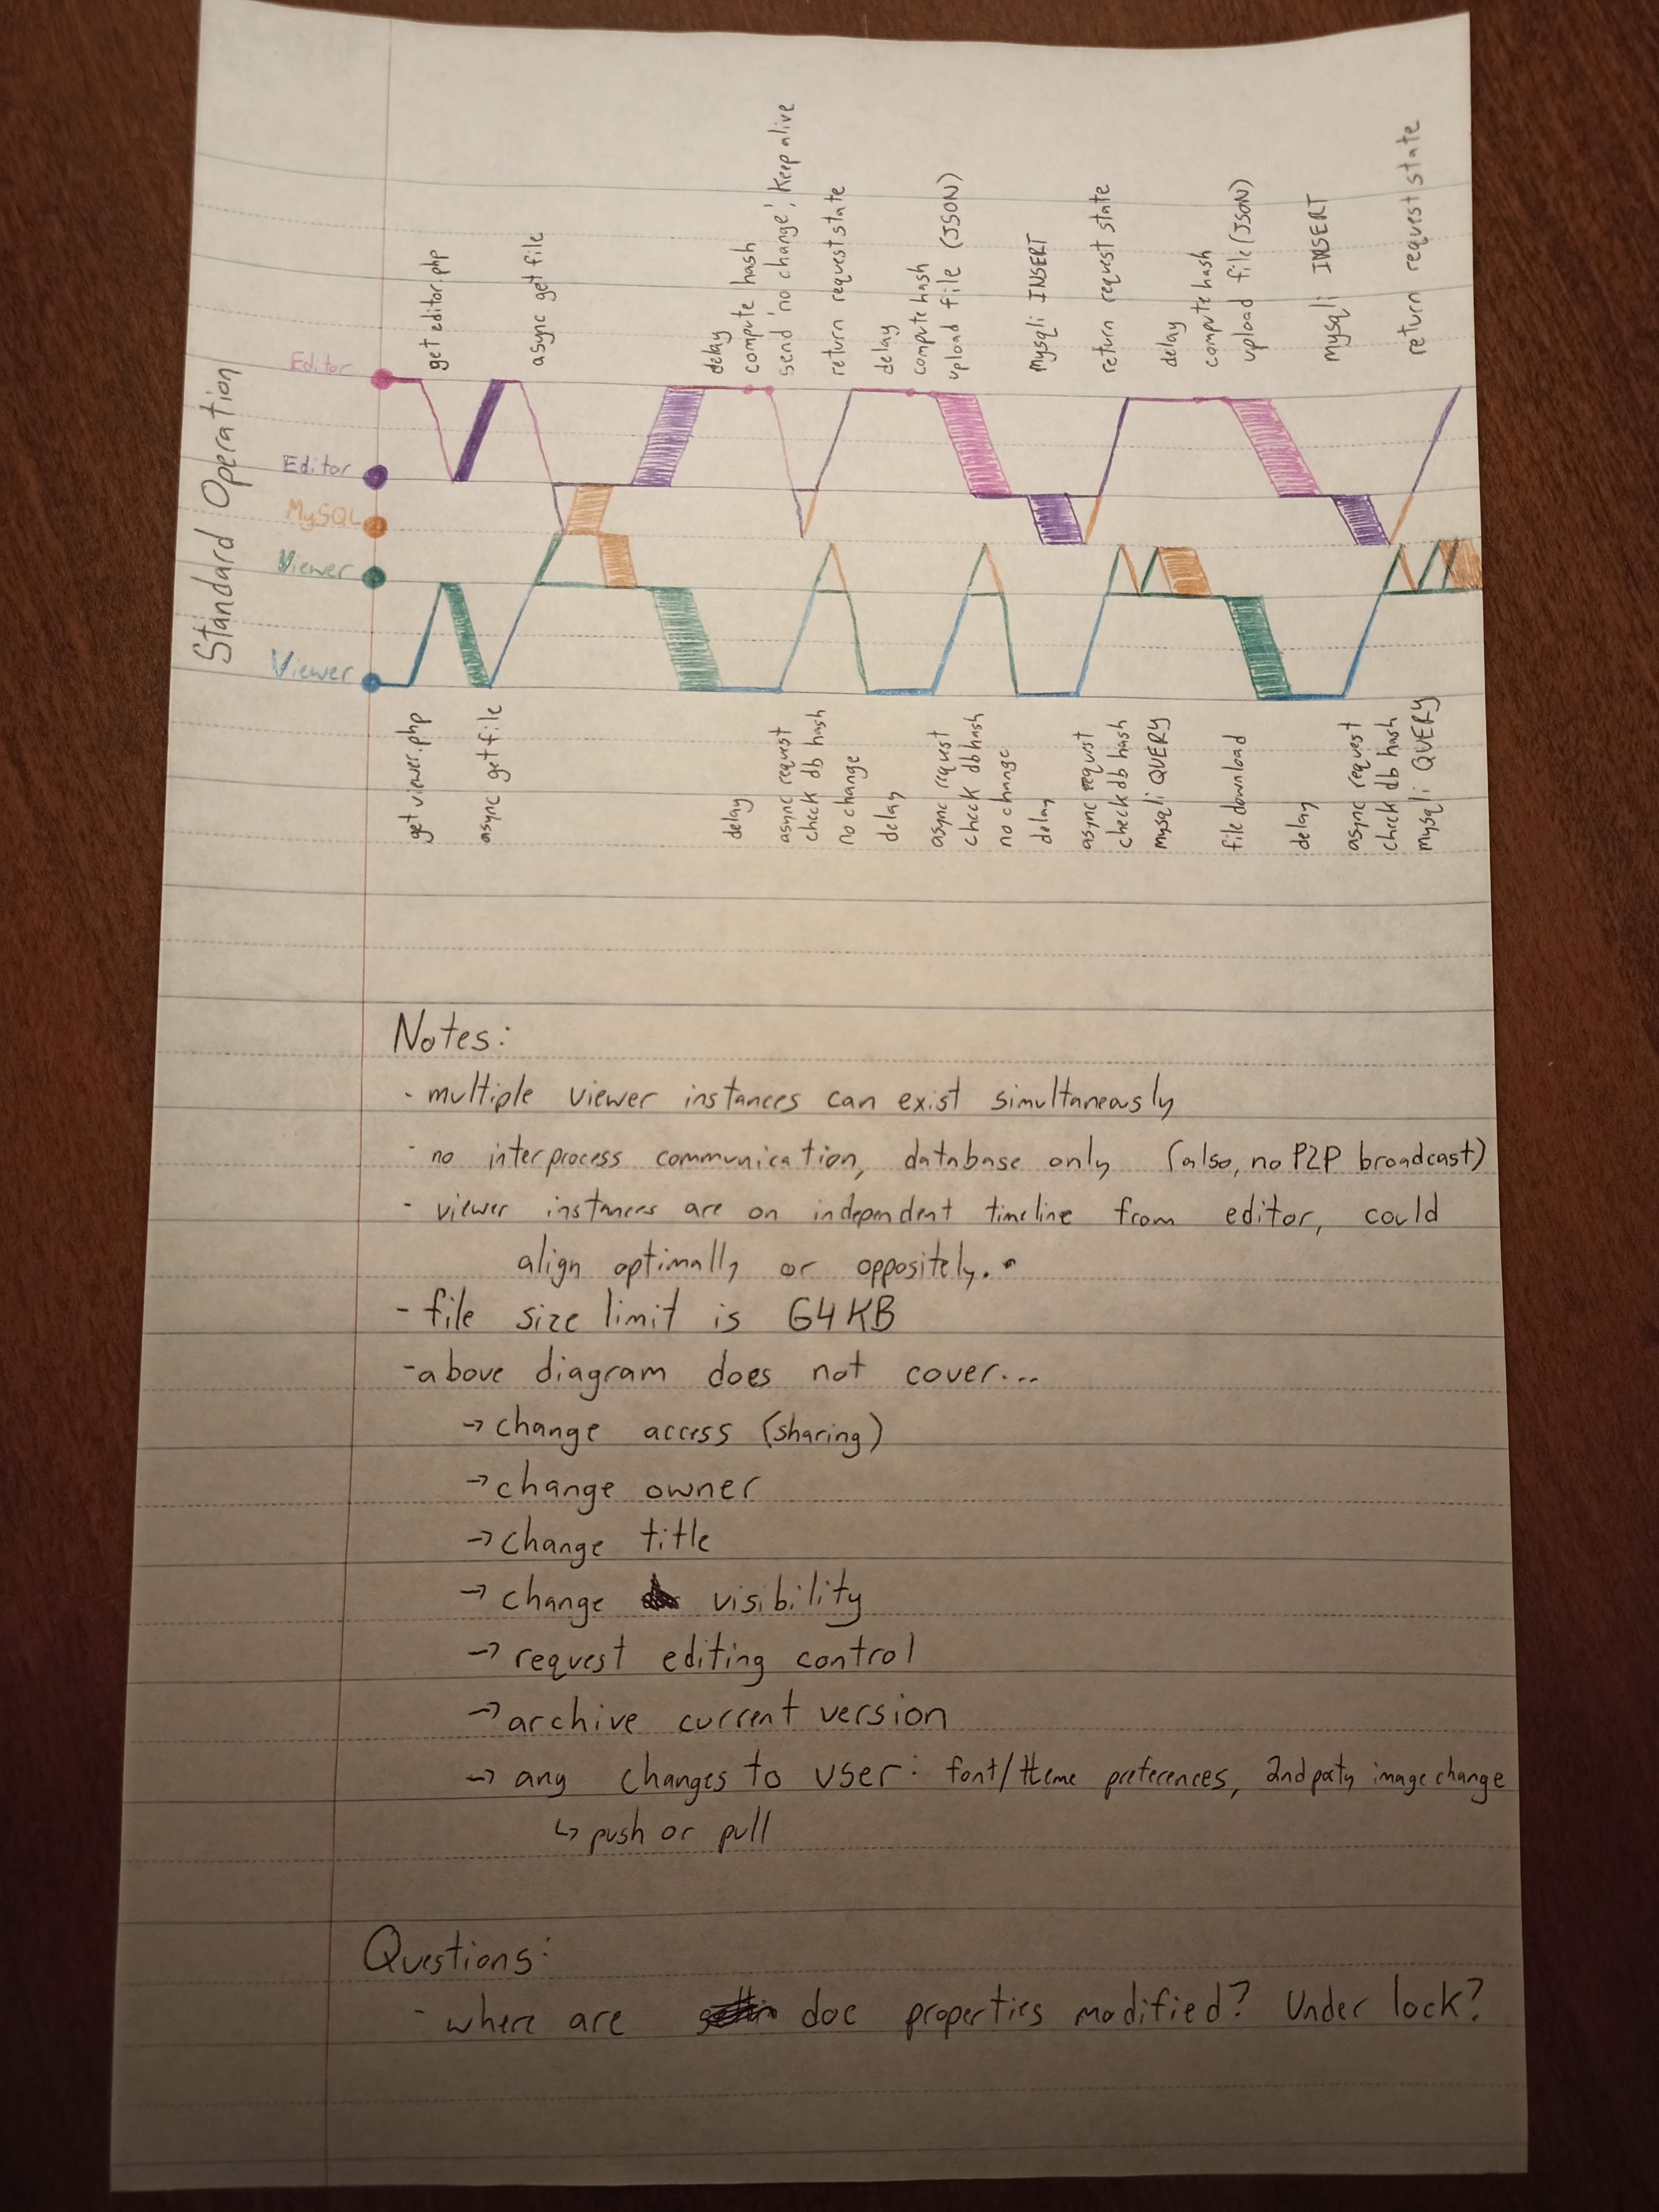 Standard Operation
Editor
Editor
MySQL
Viewer
Viewer
get editor.php
async get file
delay
compute hash
send 'no change', keep alive
return request state
delay
compute hash
upload file (JSON)
mysqli INSERT
return request state
delay
compute hash
upload file (JSON)
mysqli INSERT
return request state
get viewer.php
async get file
delay
async request
check db hash
no change
delay
async request
check db hash
no change
delay
async request
check db hash
mysqli QUERY
file download
delay
async request
check db hash
mysqli QUERY
Notes:
- multiple viewer instances can exist simultaneously
- no interprocess communication, database only (also, no P2P broadcast)
- viewer instances are on independent timeline from editor, could
align optimally or oppositely.
- file size limit is 64KB
- above diagram does not cover...
→ change access (sharing)
→ change owner
→ change title
→ change visibility
→ request editing control
→ archive current version
→ any changes to user: font/theme preferences, 2nd party image change
↳ push or pull
Questions:
- where are doc properties modified? Under lock?